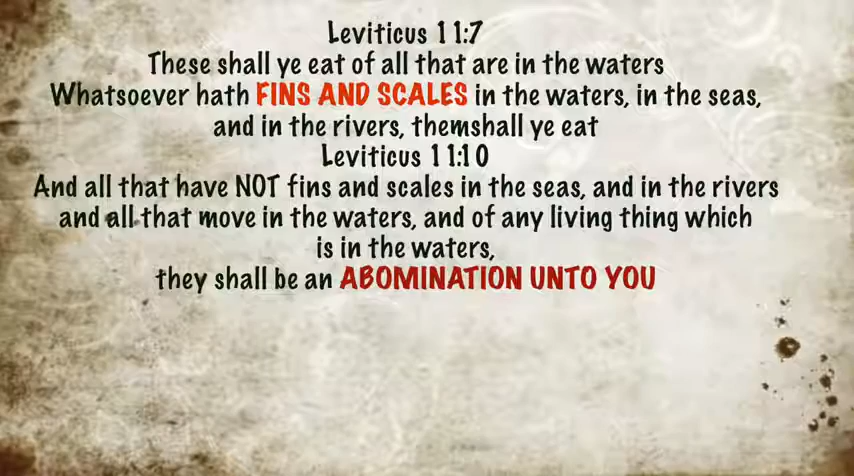 Leviticus 11:7
These shall ye eat of all that are in the waters
Whatsoever hath FINS AND SCALES in the waters, in the seas,
and in the rivers, themshall ye eat
Leviticus 11:10
And all that have NOT fins and scales in the seas, and in the rivers
and all that move in the waters, and of any living thing which
is in the waters,
they shall be an ABOMINATION UNTO YOU